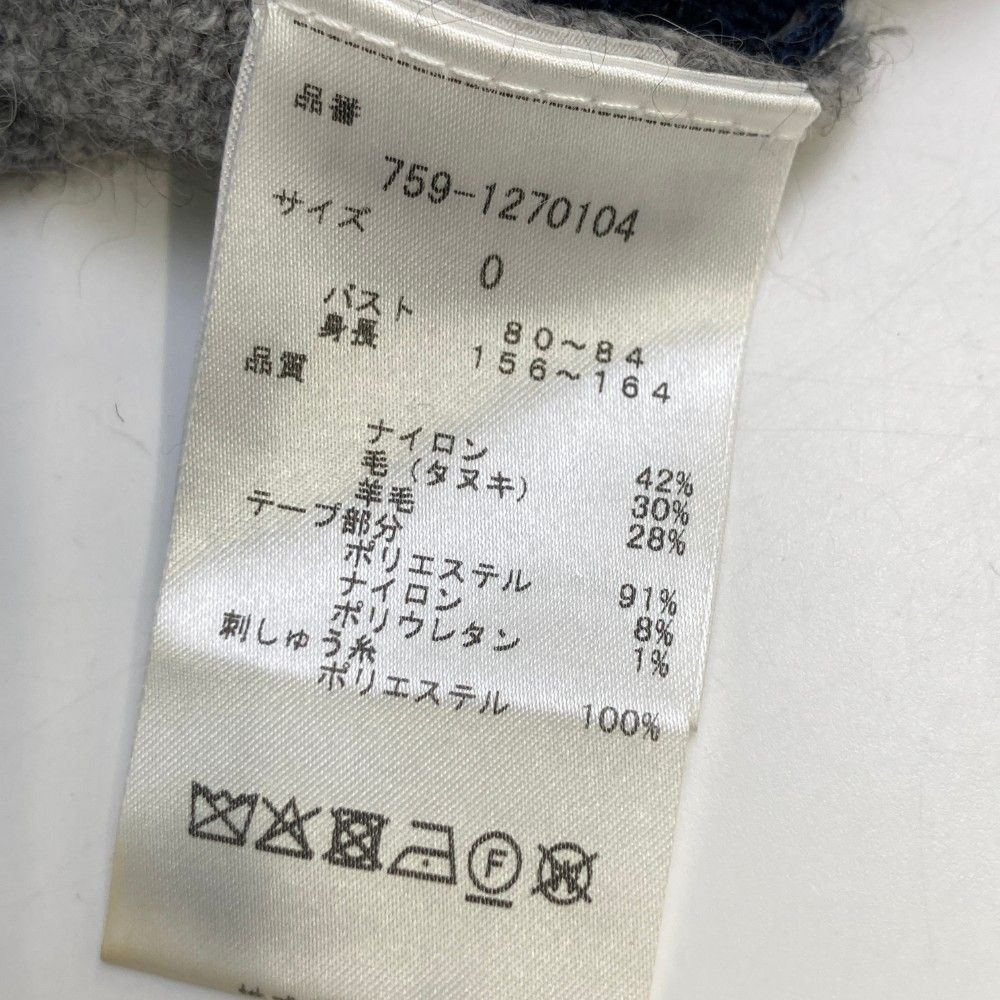 品番
759-1270104
サイズ
0
バスト 80~84
身長 156~164
品質
ナイロン 42%
毛(タヌキ) 30%
羊毛 28%
テープ部分
ポリエステル 91%
ナイロン 8%
ポリウレタン 1%
刺しゅう糸
ポリエステル 100%
F
W